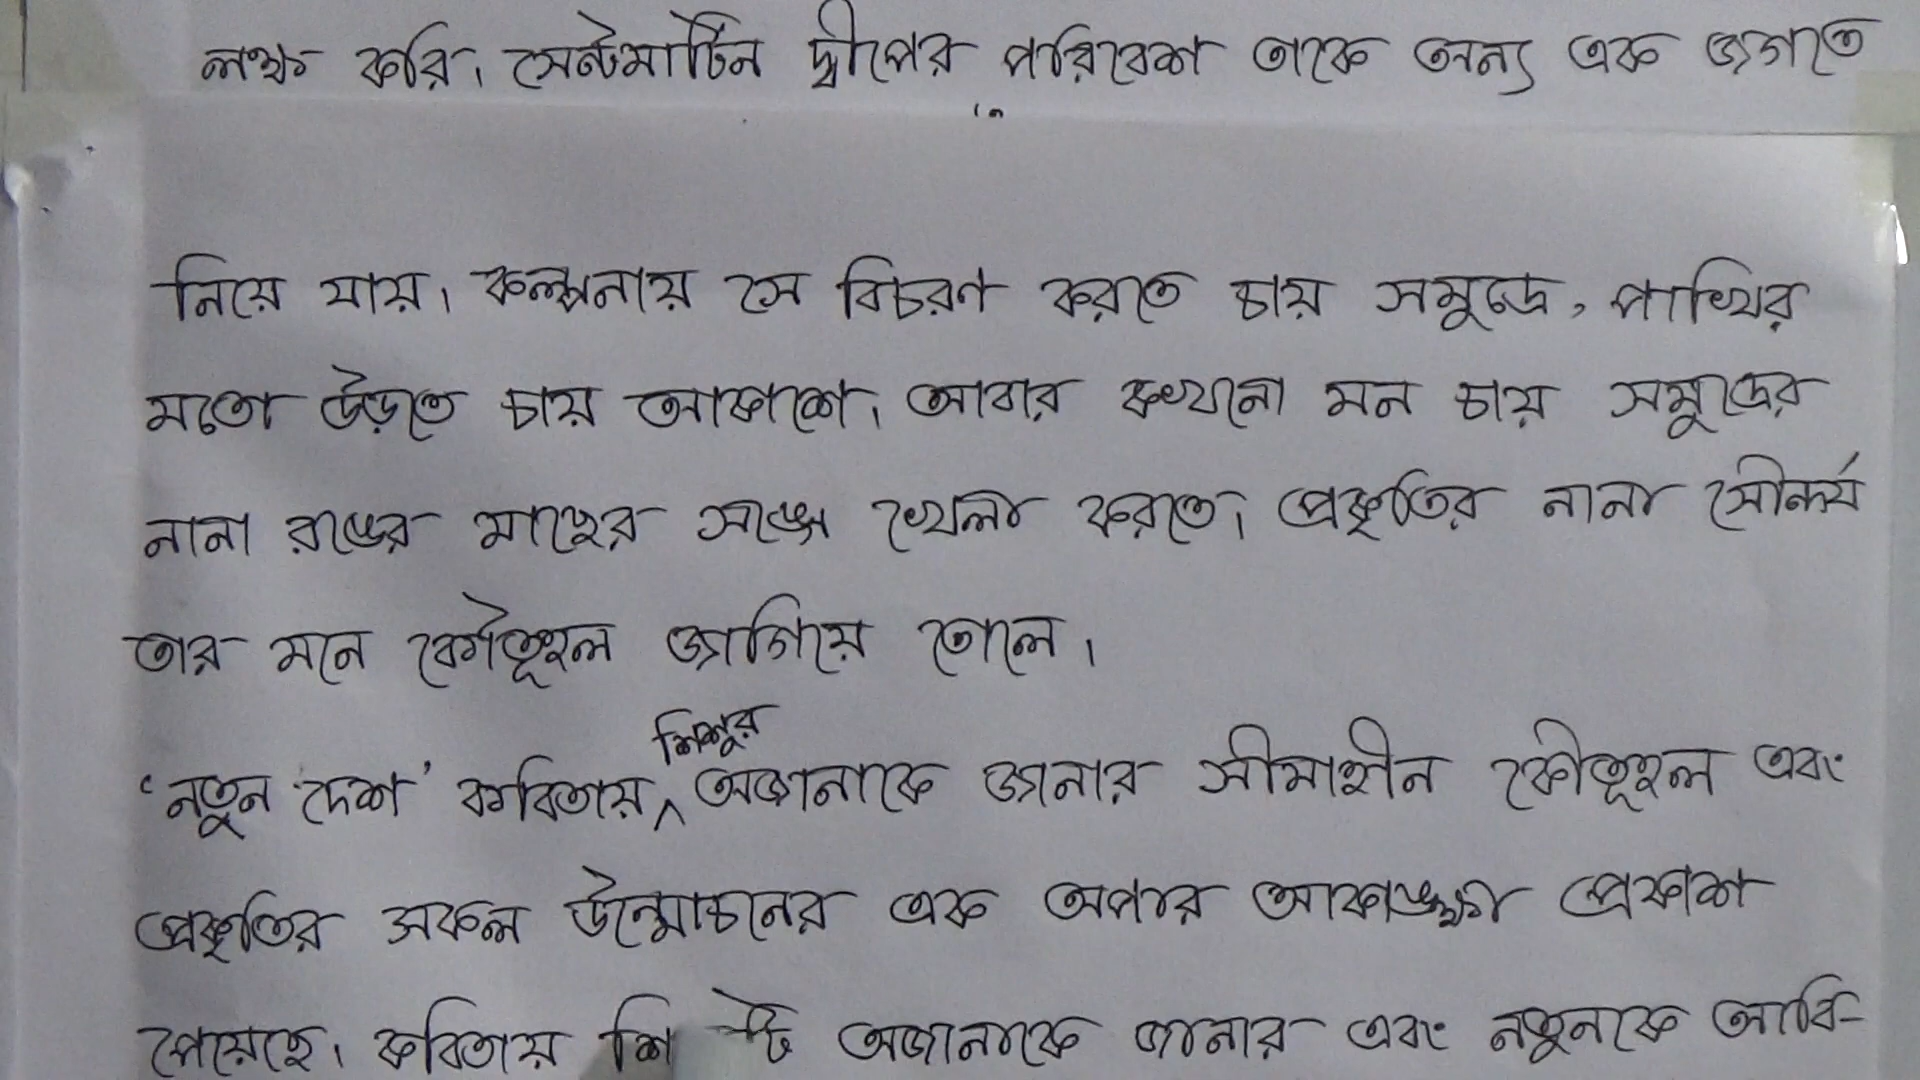 লক্ষ করি। সেন্টমার্টিন দ্বীপের পরিবেশ তাকে অন্য এক জগতে
নিয়ে যায়। কল্পনায় সে বিচরণ করতে চায় সমুদ্রে, পাখির
মতো উড়তে চায় আকাশে। আবার কখনো মন চায় সমুদ্রের
নানা রঙের মাছের সঙ্গে খেলা করতে। প্রকৃতির নানা সৌন্দর্য
তার মনে কৌতূহল জাগিয়ে তোলে।
‘নতুন দেশ’ কবিতায় শিশুর অজানাকে জানার সীমাহীন কৌতূহল এবং
প্রকৃতির সকল উন্মোচনের এক অপার আকাঙ্ক্ষা প্রকাশ
পেয়েছে। কবিতায় অজানাকে জানার এবং নতুনকে আবি-